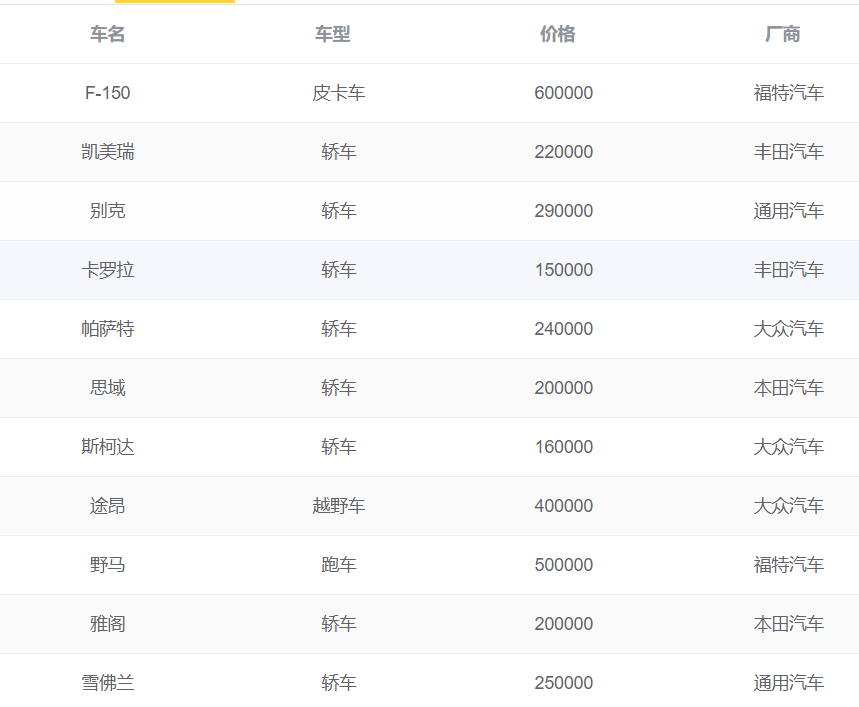 车名 车型 价格 厂商
F-150 皮卡车 600000 福特汽车
凯美瑞 轿车 220000 丰田汽车
别克 轿车 290000 通用汽车
卡罗拉 轿车 150000 丰田汽车
帕萨特 轿车 240000 大众汽车
思域 轿车 200000 本田汽车
斯柯达 轿车 160000 大众汽车
途昂 越野车 400000 大众汽车
野马 跑车 500000 福特汽车
雅阁 轿车 200000 本田汽车
雪佛兰 轿车 250000 通用汽车